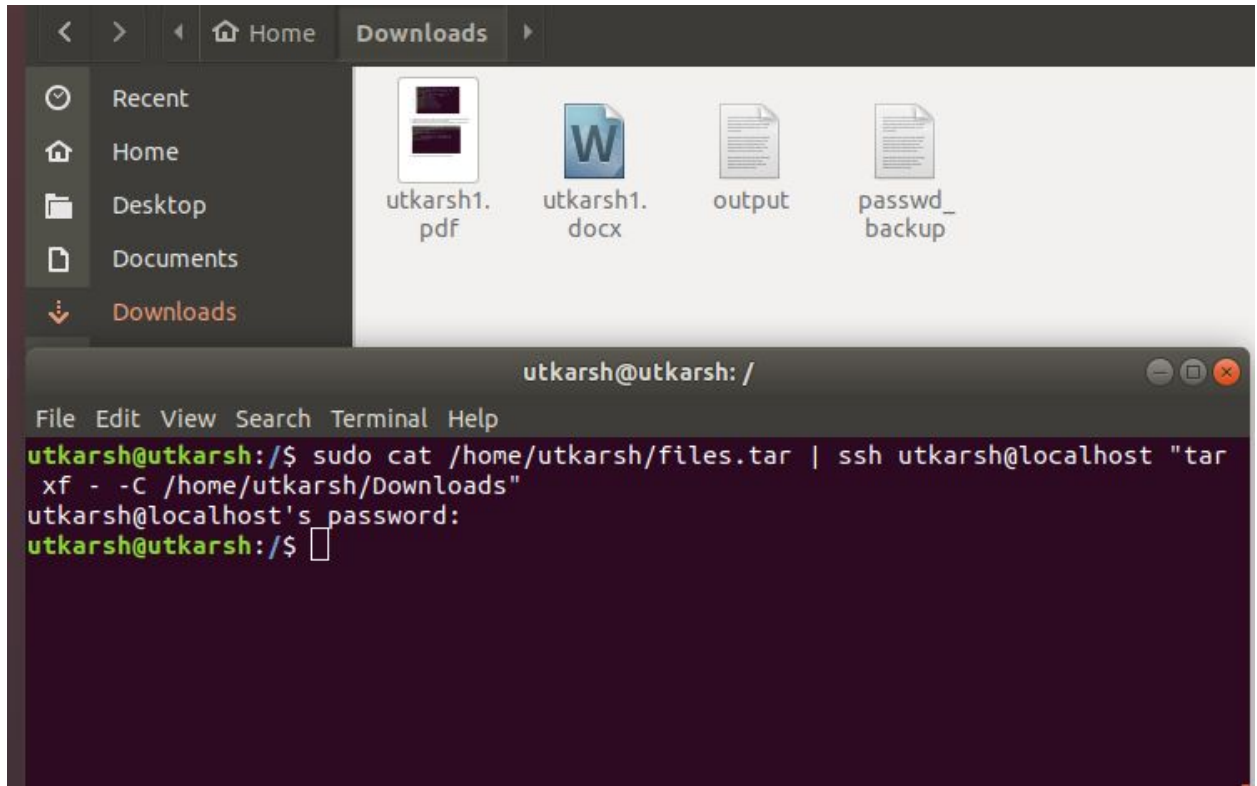 Home Downloads
Recent
Home
Desktop
Documents
Downloads
utkarsh1.
pdf
W
utkarsh1.
docx
output
passwd_
backup
utkarsh@utkarsh: /
File Edit View Search Terminal Help
utkarsh@utkarsh:/$ sudo cat /home/utkarsh/files.tar | ssh utkarsh@localhost "tar
 xf - -C /home/utkarsh/Downloads"
utkarsh@localhost's password:
utkarsh@utkarsh:/$